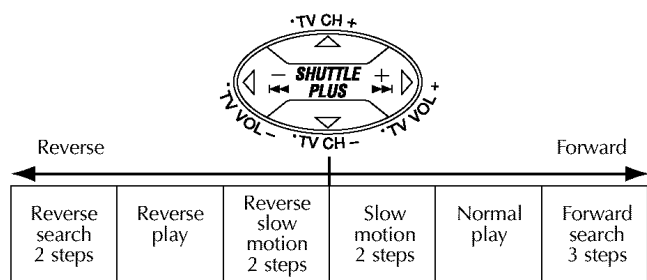 ·TV CH +
– SHUTTLE +
PLUS
·TV VOL –
·TV CH –
·TV VOL +
Reverse
Forward
Reverse
search
2 steps
Reverse
play
Reverse
slow
motion
2 steps
Slow
motion
2 steps
Normal
play
Forward
search
3 steps